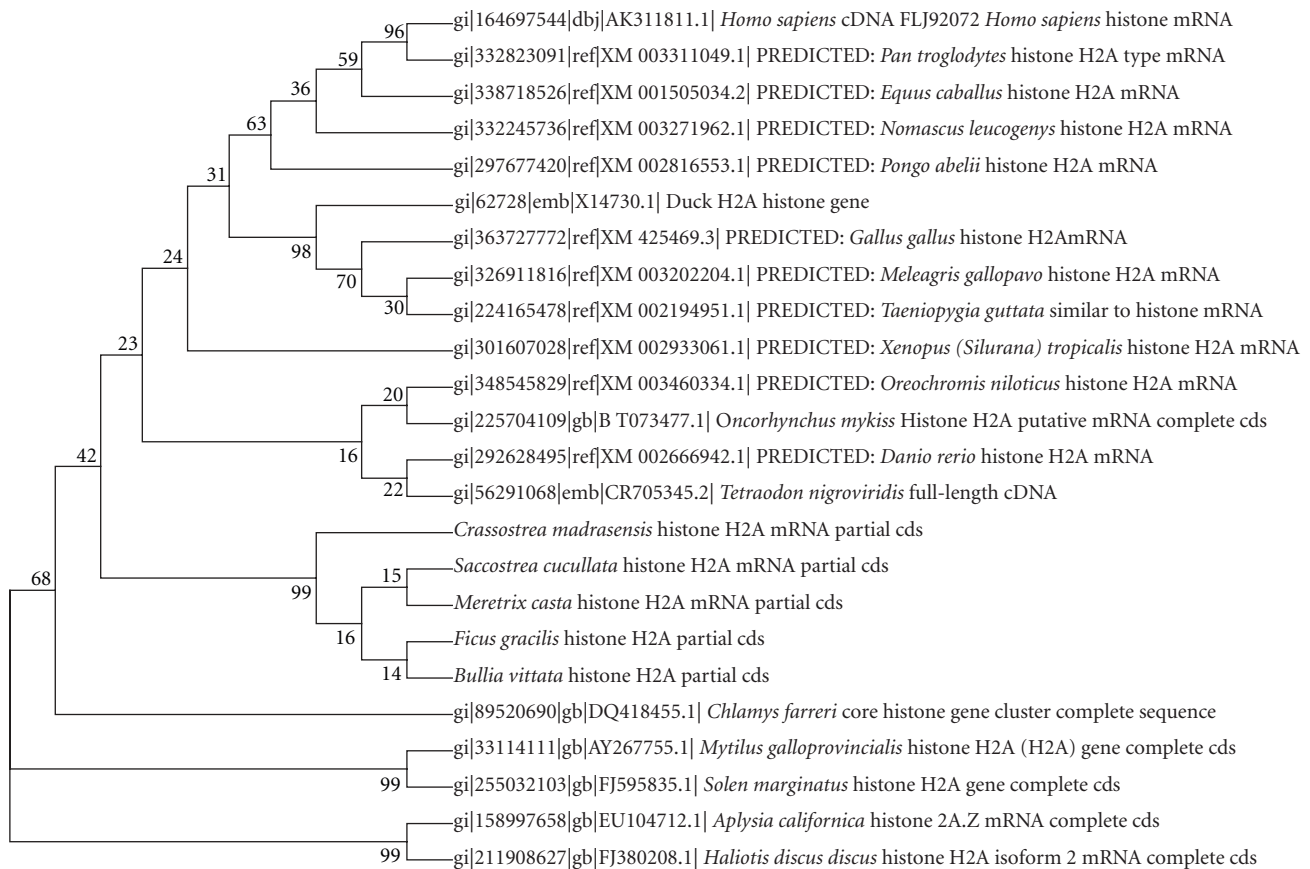 gi|164697544|dbj|AK311811.1| Homo sapiens cDNA FLJ92072 Homo sapiens histone mRNA
96
gi|332823091|ref|XM 003311049.1| PREDICTED: Pan troglodytes histone H2A type mRNA
59
gi|338718526|ref|XM 001505034.2| PREDICTED: Equus caballus histone H2A mRNA
36
gi|332245736|ref|XM 003271962.1| PREDICTED: Nomascus leucogenys histone H2A mRNA
63
gi|297677420|ref|XM 002816553.1| PREDICTED: Pongo abelii histone H2A mRNA
31
gi|62728|emb|X14730.1| Duck H2A histone gene
98
gi|363727772|ref|XM 425469.3| PREDICTED: Gallus gallus histone H2AmRNA
24
70
gi|326911816|ref|XM 003202204.1| PREDICTED: Meleagris gallopavo histone H2A mRNA
30
gi|224165478|ref|XM 002194951.1| PREDICTED: Taeniopygia guttata similar to histone mRNA
23
gi|301607028|ref|XM 002933061.1| PREDICTED: Xenopus (Silurana) tropicalis histone H2A mRNA
gi|348545829|ref|XM 003460334.1| PREDICTED: Oreochromis niloticus histone H2A mRNA
20
gi|225704109|gb|B T073477.1| Oncorhynchus mykiss Histone H2A putative mRNA complete cds
42
16
gi|292628495|ref|XM 002666942.1| PREDICTED: Danio rerio histone H2A mRNA
22
gi|56291068|emb|CR705345.2| Tetraodon nigroviridis full-length cDNA
Crassostrea madrasensis histone H2A mRNA partial cds
68
99
15
Saccostrea cucullata histone H2A mRNA partial cds
Meretrix casta histone H2A mRNA partial cds
16
Ficus gracilis histone H2A partial cds
14
Bullia vittata histone H2A partial cds
gi|89520690|gb|DQ418455.1| Chlamys farreri core histone gene cluster complete sequence
gi|33114111|gb|AY267755.1| Mytilus galloprovincialis histone H2A (H2A) gene complete cds
99
gi|255032103|gb|FJ595835.1| Solen marginatus histone H2A gene complete cds
gi|158997658|gb|EU104712.1| Aplysia californica histone 2A.Z mRNA complete cds
99
gi|211908627|gb|FJ380208.1| Haliotis discus discus histone H2A isoform 2 mRNA complete cds